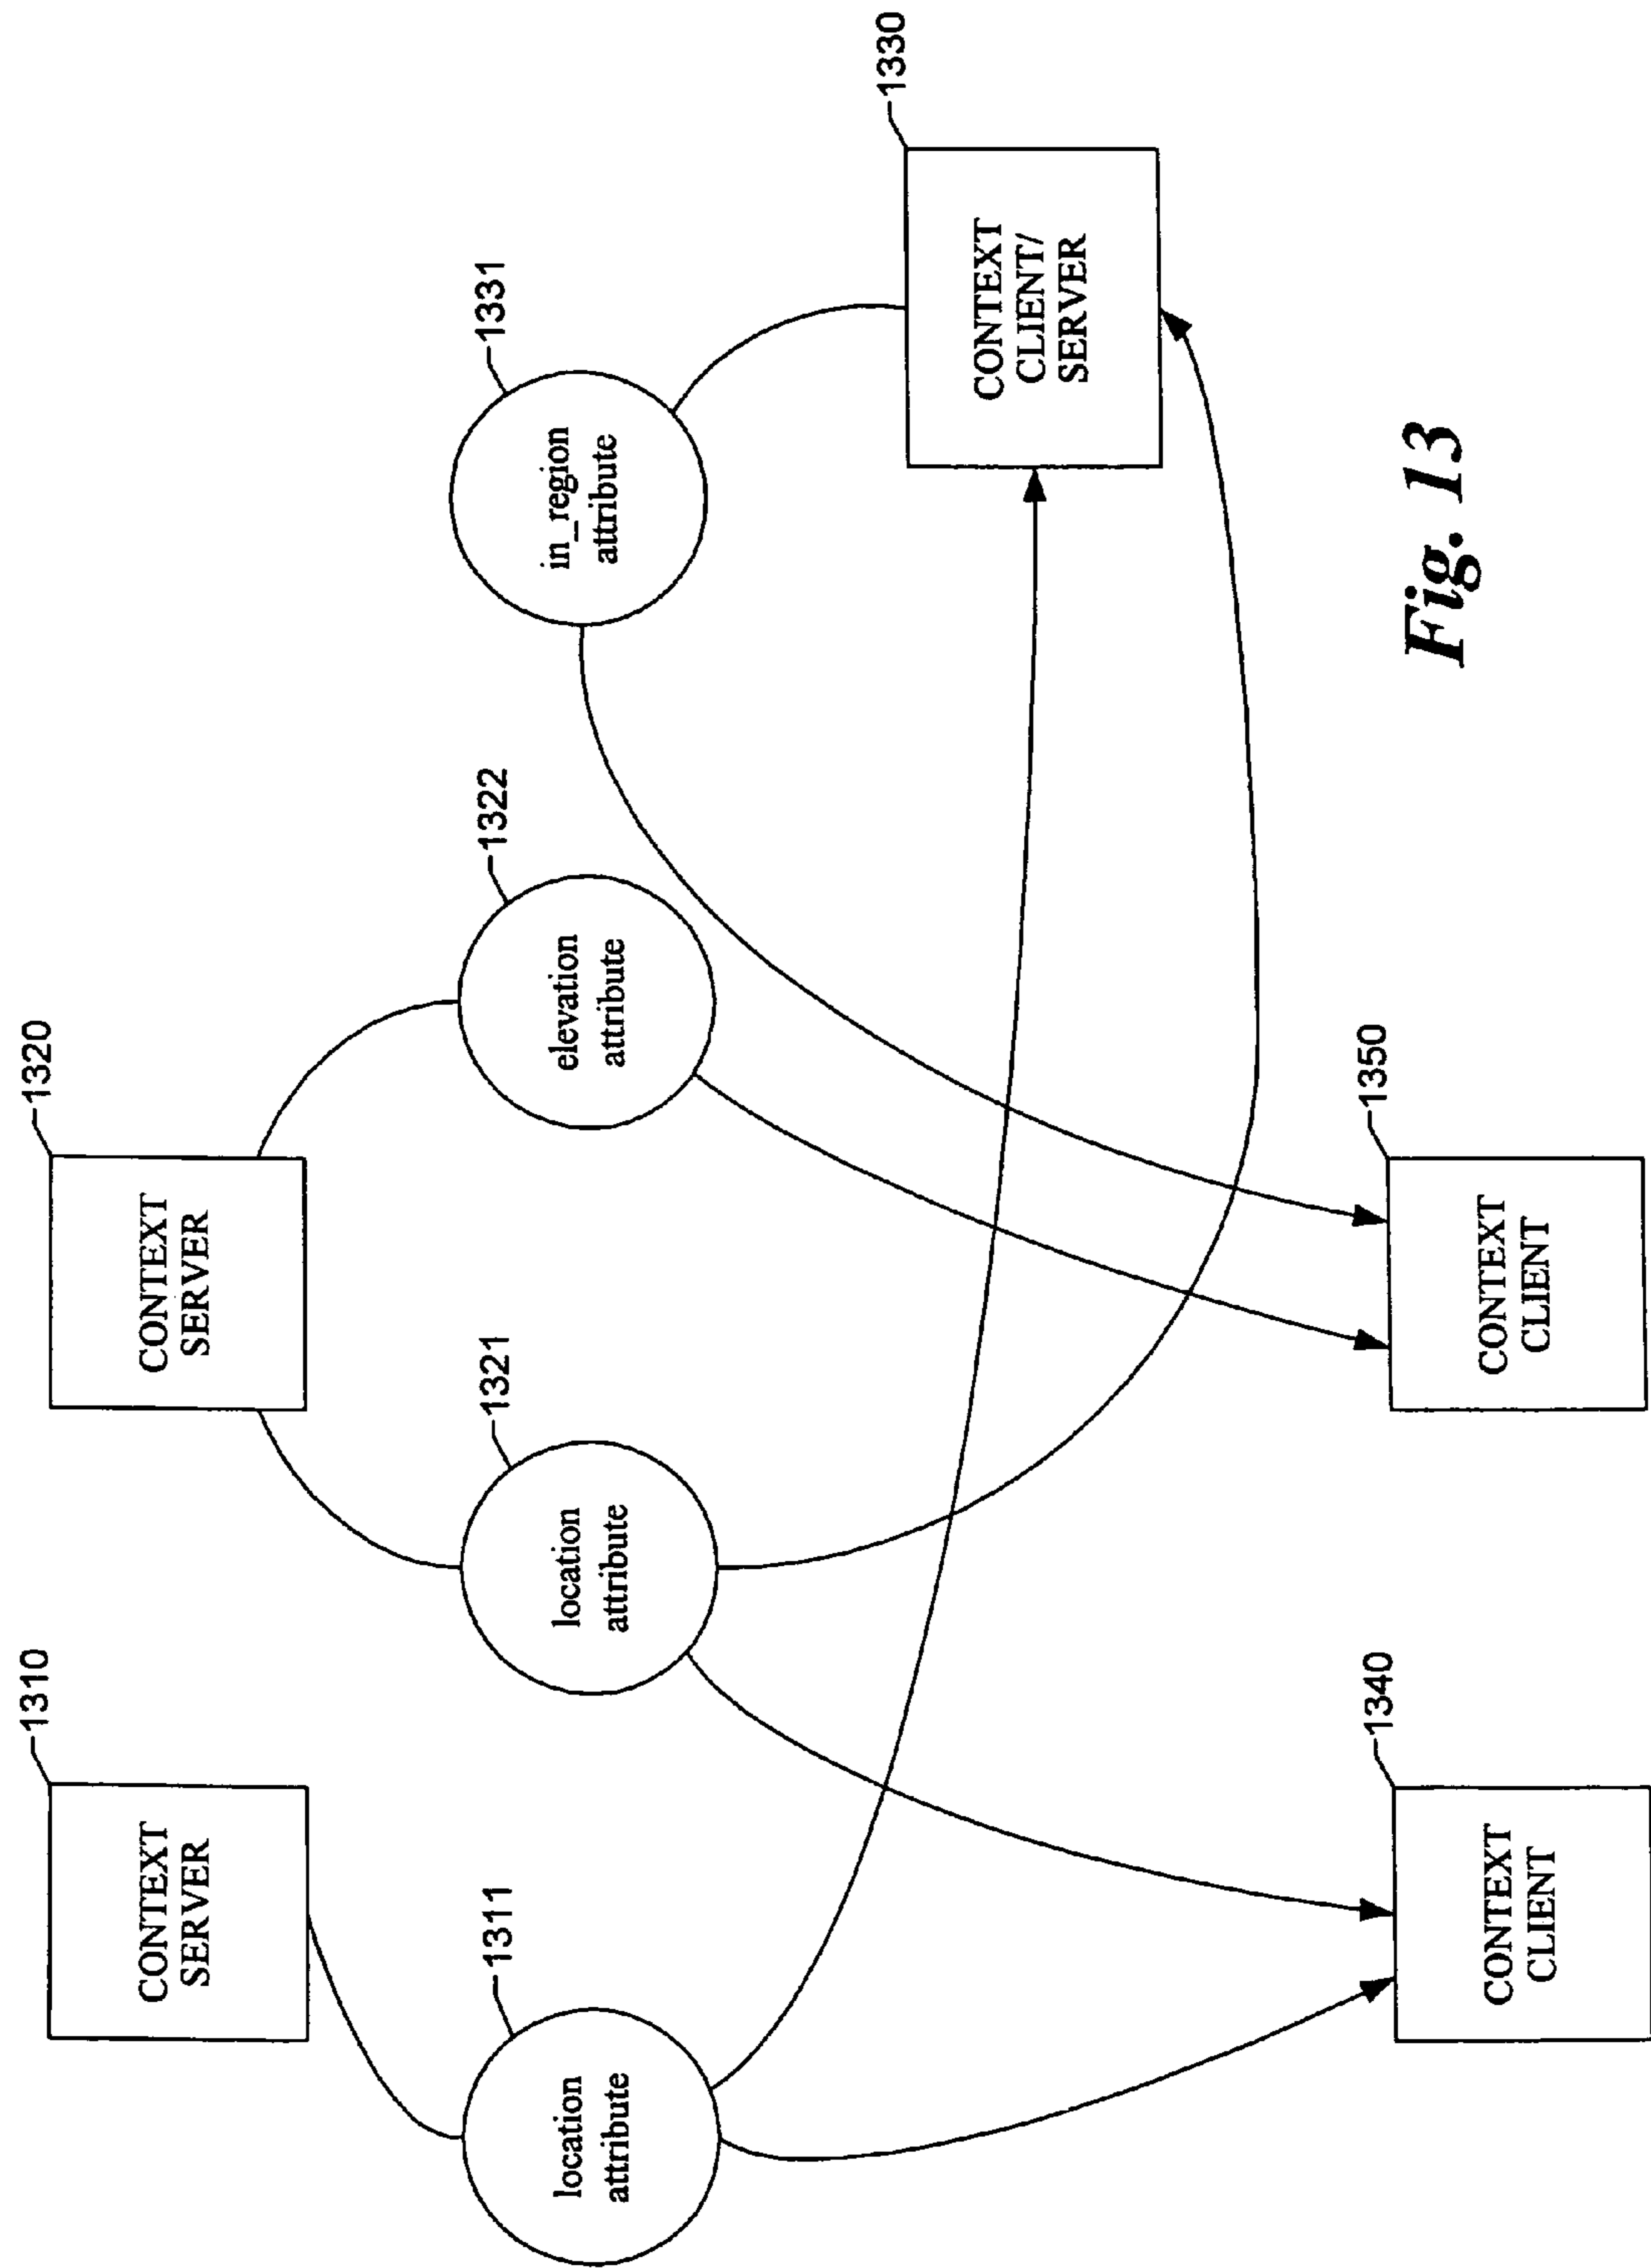 1310
CONTEXT
SERVER
1320
CONTEXT
SERVER
1311
location
attribute
1321
location
attribute
1322
elevation
attribute
1331
in_region
attribute
1330
CONTEXT
CLIENT/
SERVER
1340
CONTEXT
CLIENT
1350
CONTEXT
CLIENT
Fig. 13